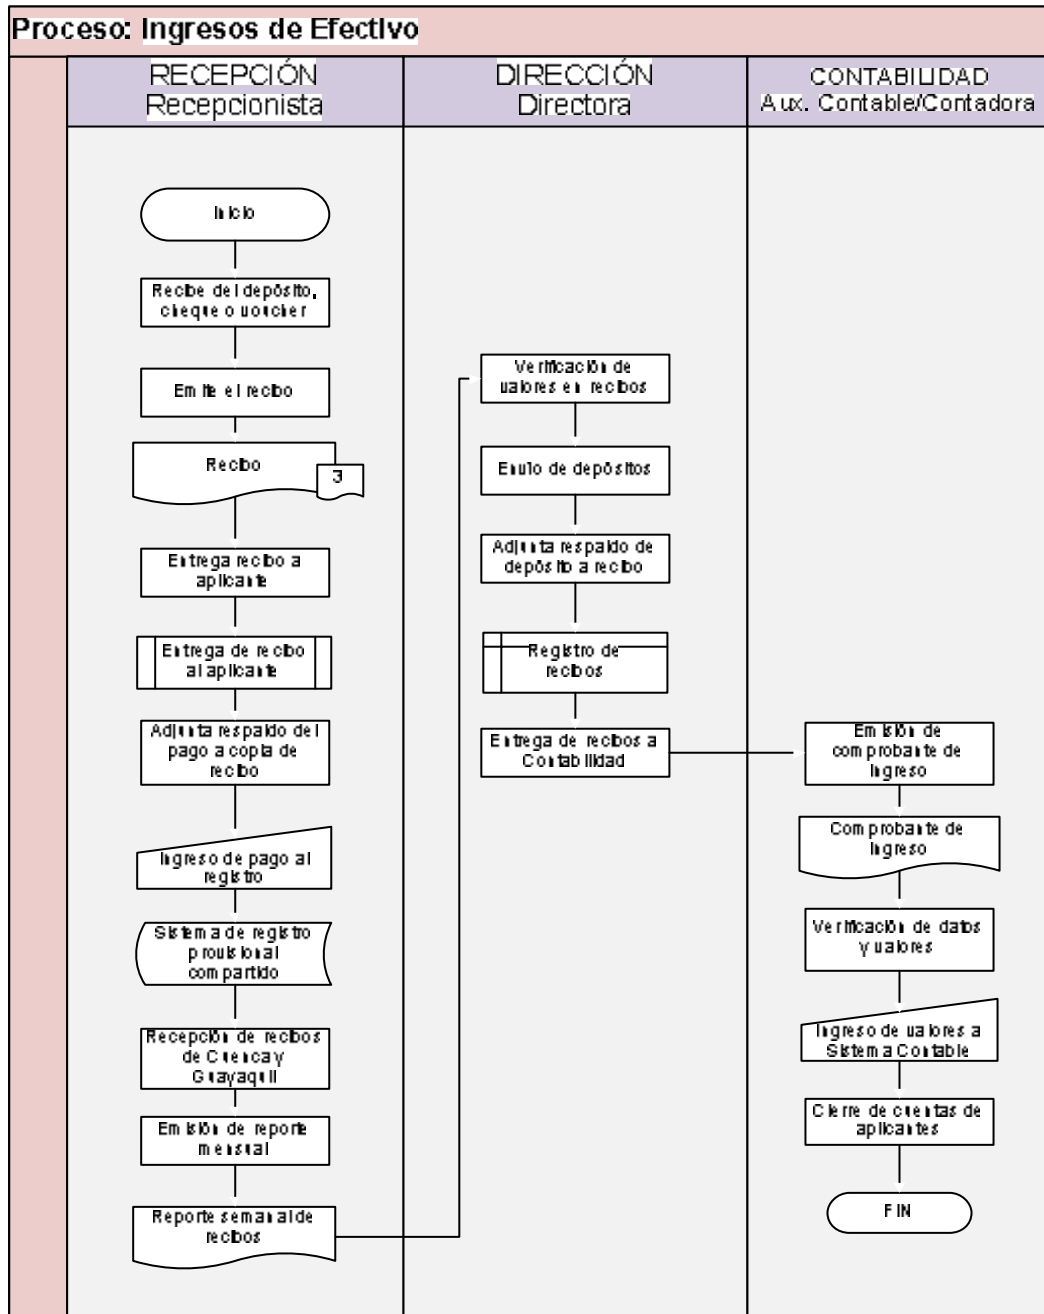 Proceso: Ingresos de Efectivo
RECEPCIÓN
Recepcionista
DIRECCIÓN
Directora
CONTABILIDAD
Aux. Contable/Contadora
Inicio
Recibe del depósito,
cheque o voucher
Emite el recibo
Recibo
3
Entrega recibo a
aplicante
Entrega de recibo
al aplicante
Adjunta respaldo del
pago a copia de
recibo
Ingreso de pago al
registro
Sistema de registro
provisional
compartido
Recepción de recibos
de Cuenca y
Guayaquil
Emisión de reporte
mensual
Reporte semanal de
recibos
Verificación de
valores en recibos
Envío de depósitos
Adjunta respaldo de
depósito a recibo
Registro de
recibos
Entrega de recibos a
Contabilidad
Emisión de
comprobante de
Ingreso
Comprobante de
Ingreso
Verificación de datos
y valores
Ingreso de valores a
Sistema Contable
Cierre de cuentas de
aplicantes
FIN